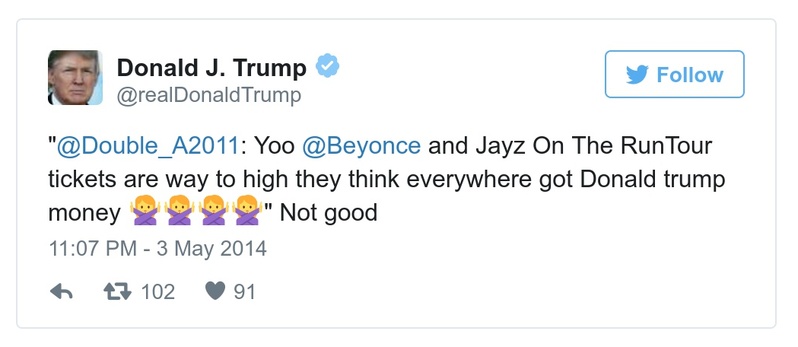 Donald J. Trump
@realDonaldTrump
Follow
"@Double_A2011: Yoo @Beyonce and Jayz On The RunTour
tickets are way to high they think everywhere got Donald trump
money 🙅🙅🙅🙅" Not good
11:07 PM - 3 May 2014
102 91